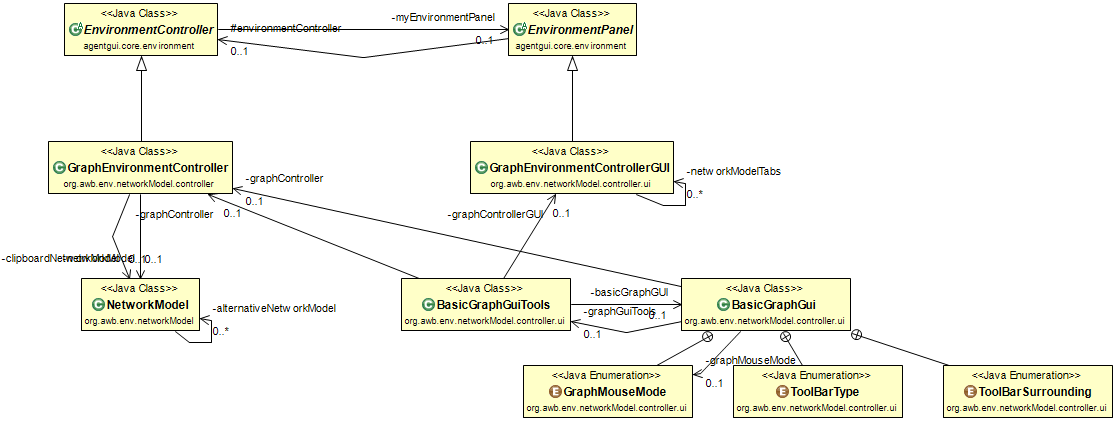 <<Java Class>>
EnvironmentController
agentgui.core.environment
#environmentController
0..1
-myEnvironmentPanel
0..1
<<Java Class>>
EnvironmentPanel
agentgui.core.environment
<<Java Class>>
GraphEnvironmentController
org.awb.env.networkModel.controller
<<Java Class>>
GraphEnvironmentControllerGUI
org.awb.env.networkModel.controller.ui
-networkModelTabs
0..*
-graphController
0..1
-graphController
0..1
-graphControllerGUI
0..1
-clipboardNetworkModel
0..1
0..1
<<Java Class>>
NetworkModel
org.awb.env.networkModel
-alternativeNetworkModel
0..*
<<Java Class>>
BasicGraphGuiTools
org.awb.env.networkModel.controller.ui
-basicGraphGUI
0..1
-graphGuiTools
0..1
<<Java Class>>
BasicGraphGui
org.awb.env.networkModel.controller.ui
-graphMouseMode
0..1
<<Java Enumeration>>
GraphMouseMode
org.awb.env.networkModel.controller.ui
<<Java Enumeration>>
ToolBarType
org.awb.env.networkModel.controller.ui
<<Java Enumeration>>
ToolBarSurrounding
org.awb.env.networkModel.controller.ui